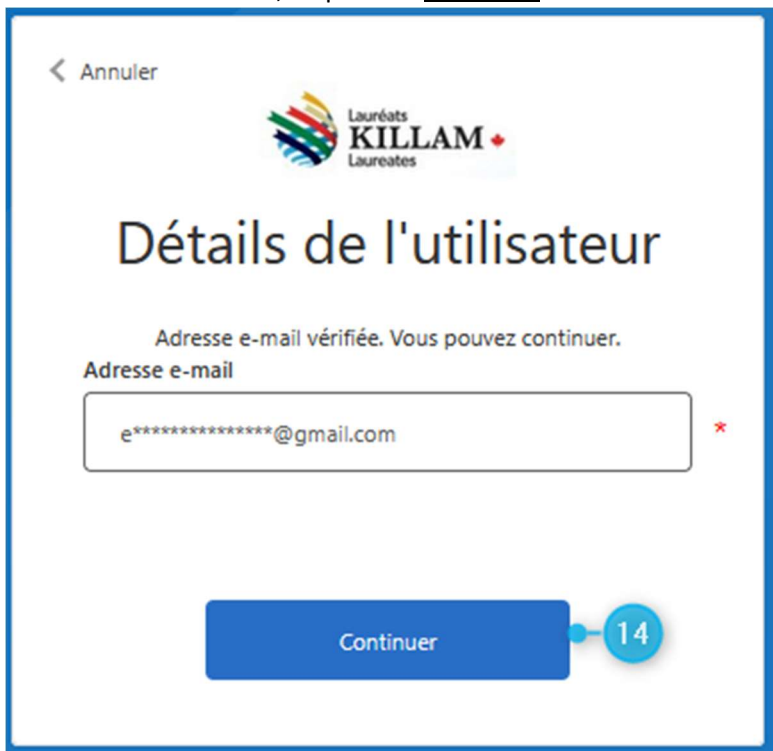 Annuler
Lauréats
KILLAM
Laureates
Détails de l'utilisateur
Adresse e-mail vérifiée. Vous pouvez continuer.
Adresse e-mail
e***************@gmail.com *
Continuer
14